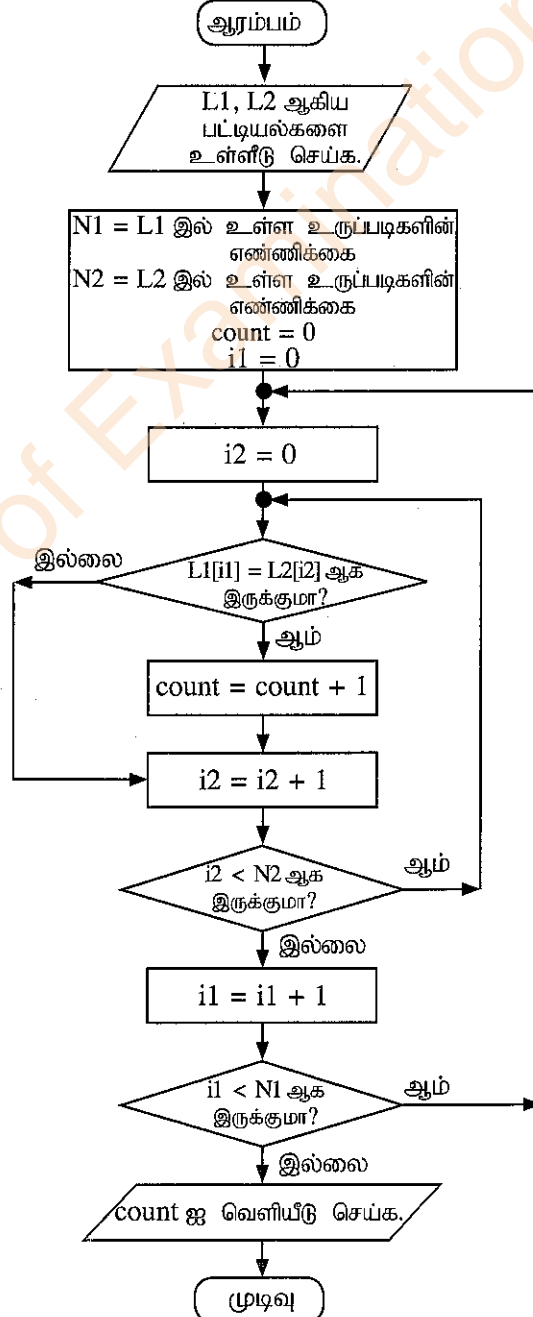 ஆரம்பம்
L1, L2 ஆகிய
பட்டியல்களை
உள்ளீடு செய்க.
N1 = L1 இல் உள்ள உருப்படிகளின்
எண்ணிக்கை
N2 = L2 இல் உள்ள உருப்படிகளின்
எண்ணிக்கை
count = 0
i1 = 0
i2 = 0
இல்லை
L1[i1] = L2[i2] ஆக
இருக்குமா?
ஆம்
count = count + 1
i2 = i2 + 1
i2 < N2 ஆக
இருக்குமா?
ஆம்
இல்லை
i1 = i1 + 1
i1 < N1 ஆக
இருக்குமா?
ஆம்
இல்லை
count ஐ வெளியீடு செய்க.
முடிவு
of Examination